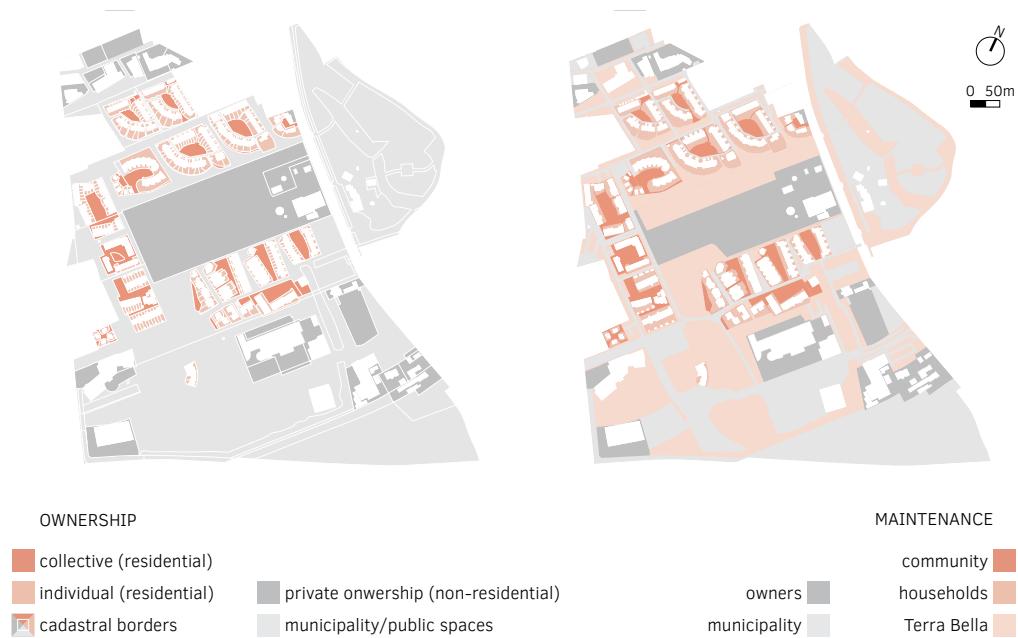 N
0 50m
OWNERSHIP
collective (residential)
individual (residential)
cadastral borders
private onwership (non-residential)
municipality/public spaces
MAINTENANCE
community
households
Terra Bella
owners
municipality